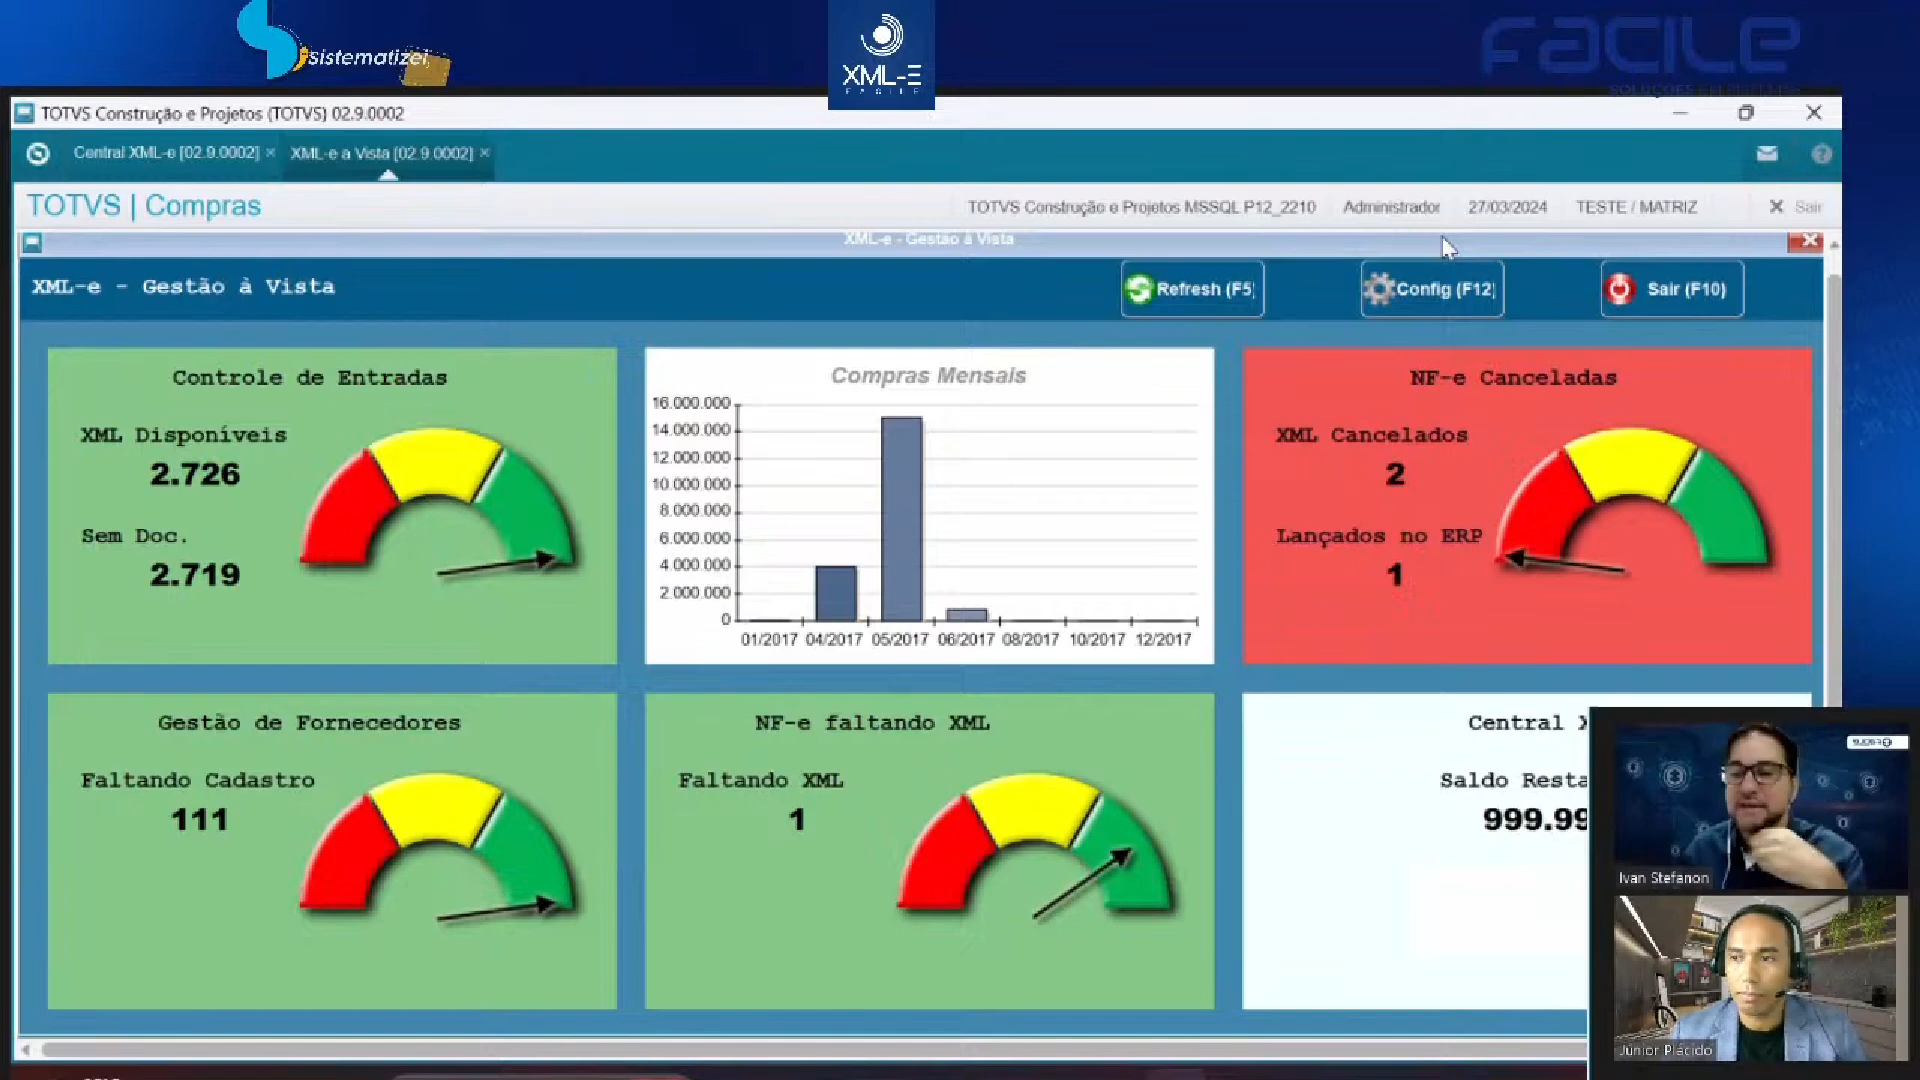 Sistematizei
XML-E
FACILE
FACILE
TOTVS Construção e Projetos (TOTVS) 02.9.0002
Central XML-e [02.9.0002] ×
XML-e a Vista [02.9.0002] ×
TOTVS | Compras
TOTVS Construção e Projetos MSSQL P12_2210
Administrador
27/03/2024
TESTE / MATRIZ
Sair
XML-e - Gestão à Vista
XML-e - Gestão à Vista
Refresh (F5)
Config (F12)
Sair (F10)
Controle de Entradas
XML Disponíveis
2.726
Sem Doc.
2.719
Compras Mensais
16.000.000
14.000.000
12.000.000
10.000.000
8.000.000
6.000.000
4.000.000
2.000.000
0
01/2017 04/2017 05/2017 06/2017 08/2017 10/2017 12/2017
NF-e Canceladas
XML Cancelados
2
Lançados no ERP
1
Gestão de Fornecedores
Faltando Cadastro
111
NF-e faltando XML
Faltando XML
1
Central X
Saldo Resta
999.99
Ivan Stefanon
Júnior Plácido